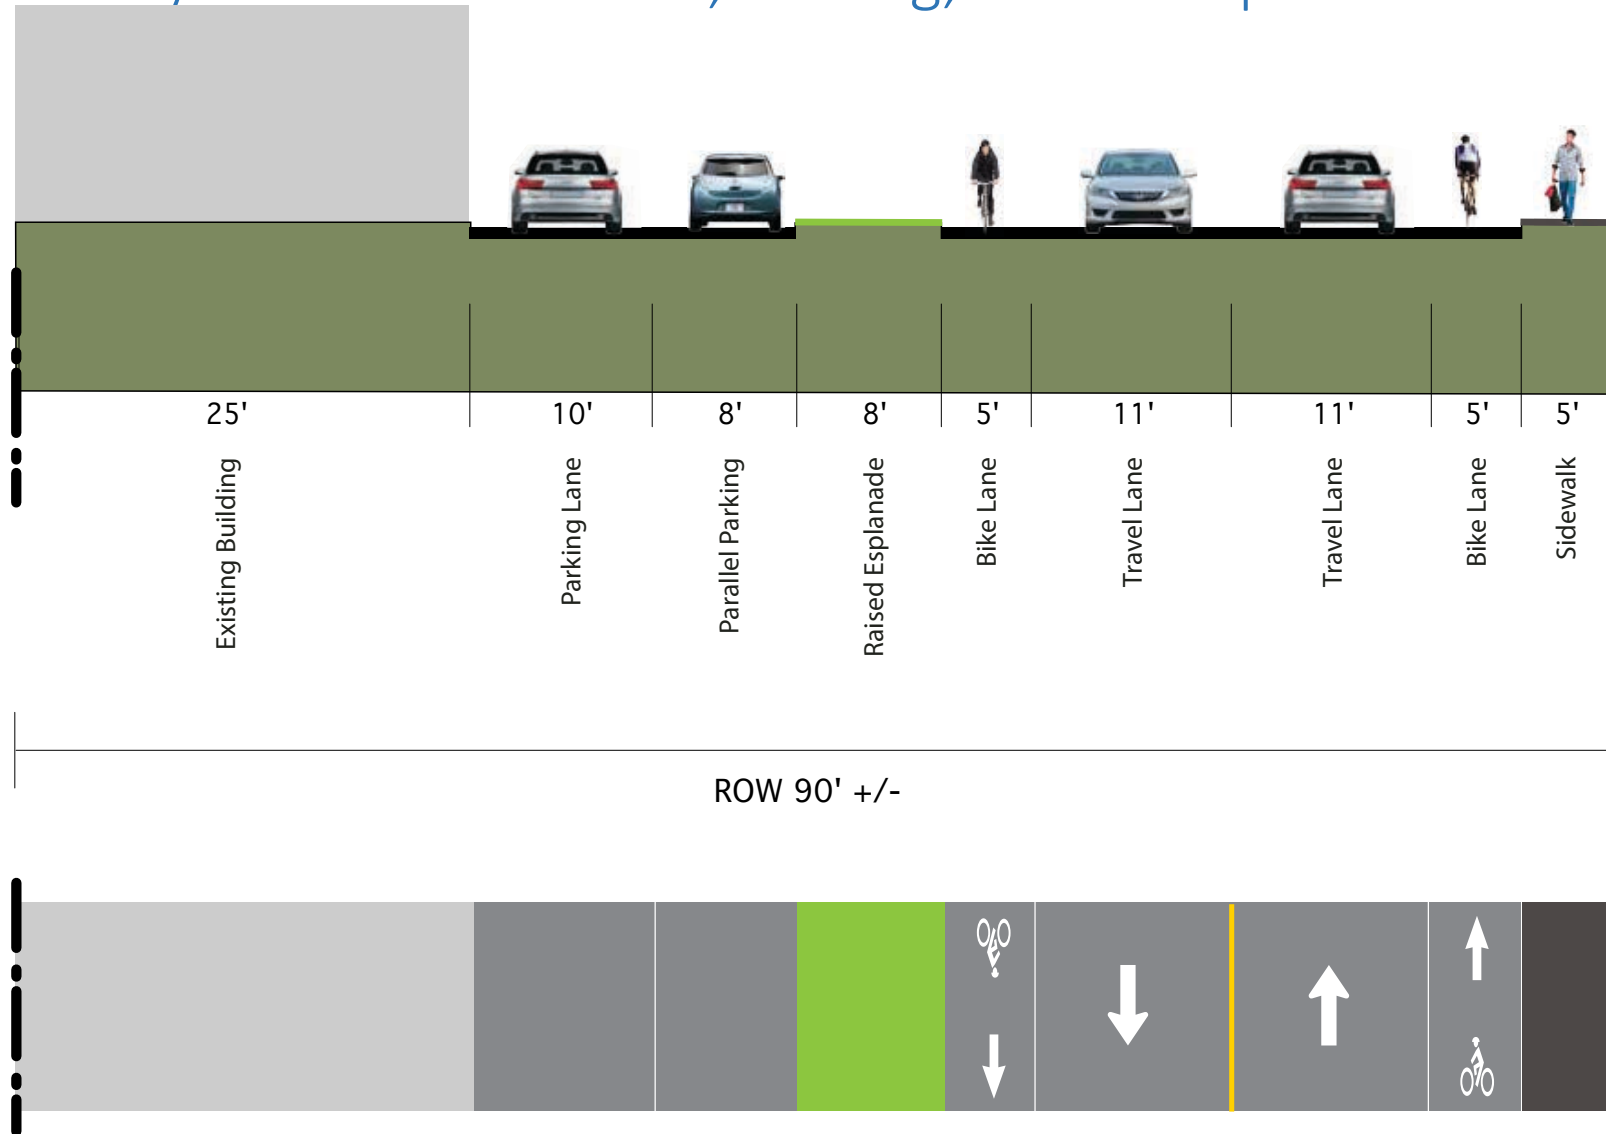 25' 10' 8' 8' 5' 11' 11' 5' 5'
Existing Building
Parking Lane
Parallel Parking
Raised Esplanade
Bike Lane
Travel Lane
Travel Lane
Bike Lane
Sidewalk
ROW 90' +/-